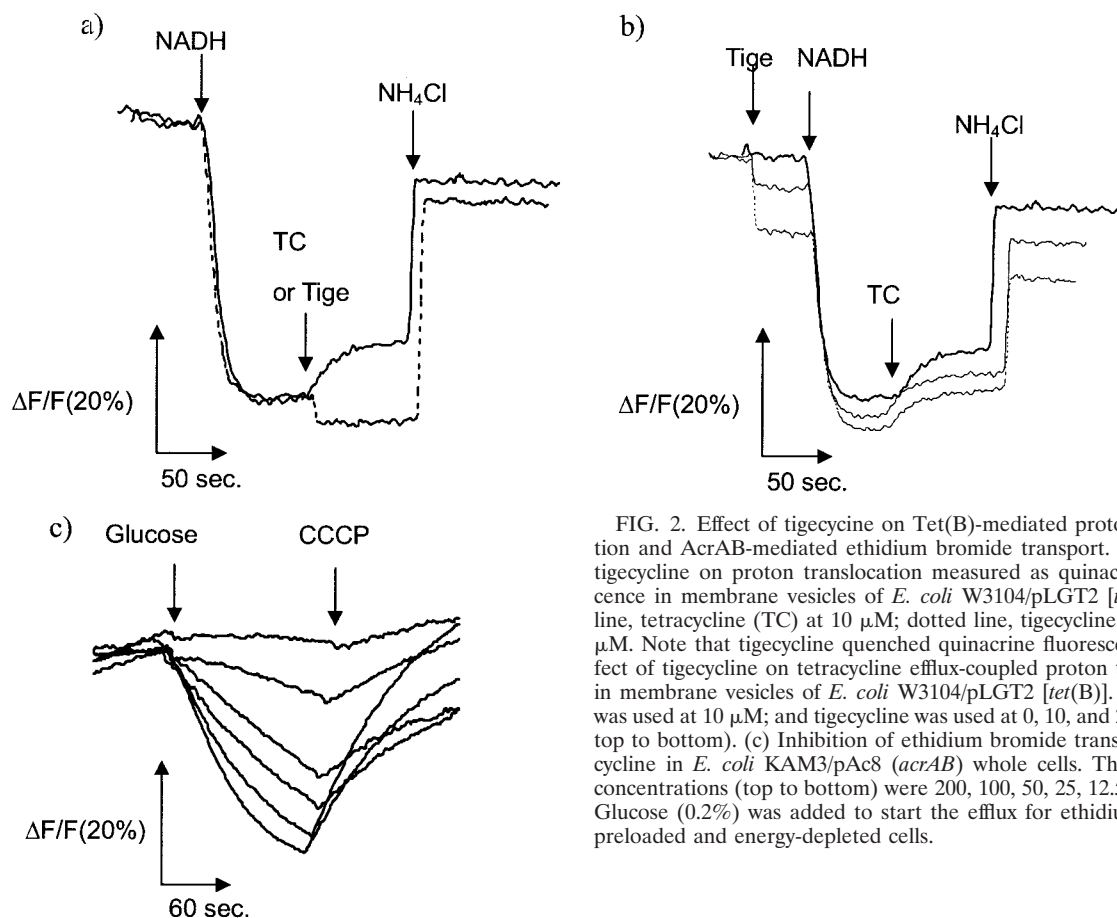 a)
NADH
NH₄Cl
TC
or Tige
ΔF/F(20%)
50 sec.
b)
Tige NADH
NH₄Cl
TC
ΔF/F(20%)
50 sec.
c)
Glucose CCCP
ΔF/F(20%)
60 sec.
FIG. 2. Effect of tigecycine on Tet(B)-mediated proto
tion and AcrAB-mediated ethidium bromide transport.
tigecycline on proton translocation measured as quinac
cence in membrane vesicles of E. coli W3104/pLGT2 [t
line, tetracycline (TC) at 10 μM; dotted line, tigecycline
μM. Note that tigecycline quenched quinacrine fluoresce
fect of tigecycline on tetracycline efflux-coupled proton
in membrane vesicles of E. coli W3104/pLGT2 [tet(B)].
was used at 10 μM; and tigecycline was used at 0, 10, and
top to bottom). (c) Inhibition of ethidium bromide trans
cycline in E. coli KAM3/pAc8 (acrAB) whole cells. Th
concentrations (top to bottom) were 200, 100, 50, 25, 12.5
Glucose (0.2%) was added to start the efflux for ethidiu
preloaded and energy-depleted cells.